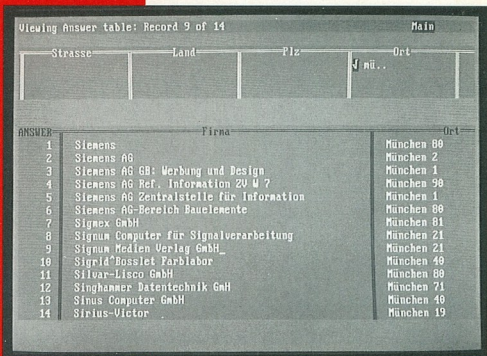 Viewing Answer table: Record 9 of 14 Main
Strasse Land Plz Ort
√ mü..
ANSWER Firma Ort
1 Siemens München 80
2 Siemens AG München 2
3 Siemens AG GB: Werbung und Design München 1
4 Siemens AG Ref. Information ZV W 7 München 90
5 Siemens AG Zentralstelle für Information München 1
6 Siemens AG-Bereich Bauelemente München 80
7 Sigmex GmbH München 81
8 Signum Computer für Signalverarbeitung München 21
9 Signum Medien Verlag GmbH_ München 21
10 Sigrid^Bosslet Farblabor München 40
11 Silvar-Lisco GmbH München 80
12 Singhammer Datentechnik GmH München 71
13 Sinus Computer GmbH München 40
14 Sirius-Victor München 19